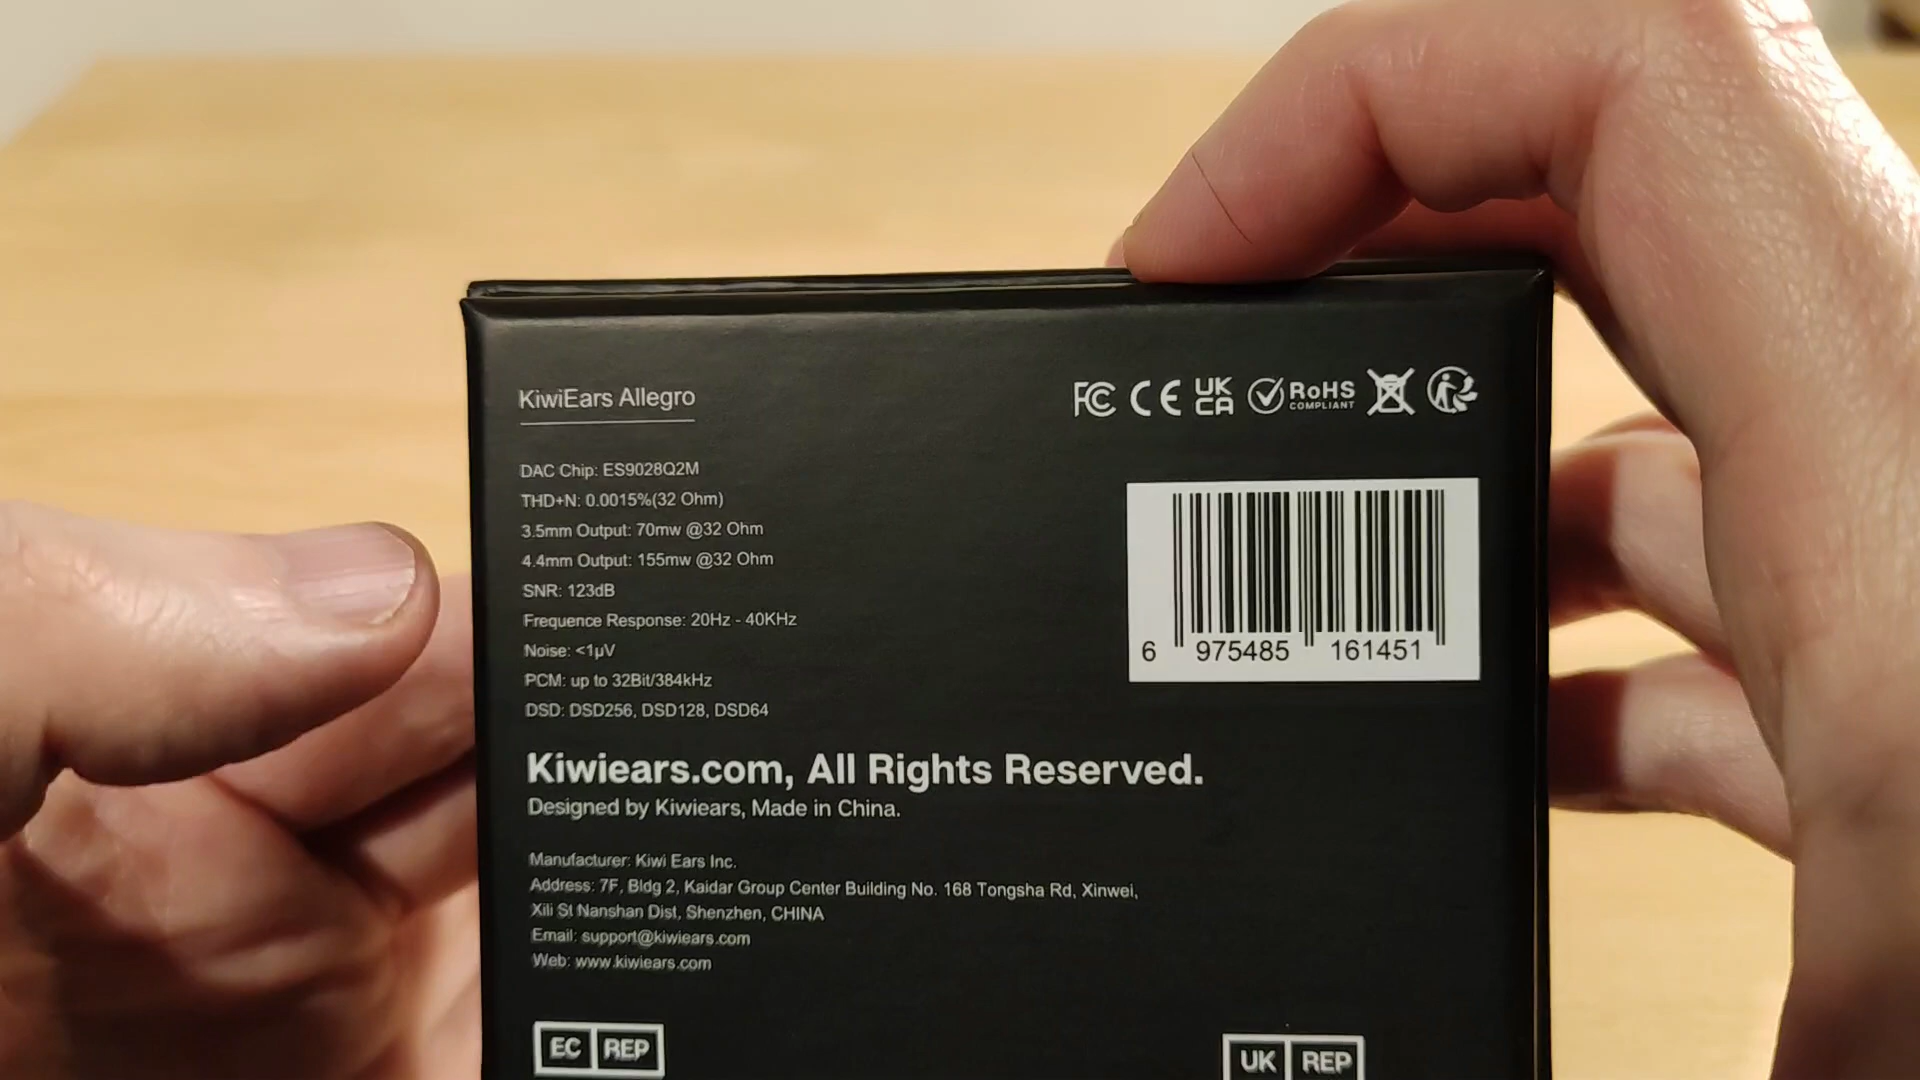 KiwiEars Allegro
FC CE UK CA RoHS COMPLIANT
DAC Chip: ES9028Q2M
THD+N: 0.0015%(32 Ohm)
3.5mm Output: 70mw @32 Ohm
4.4mm Output: 155mw @32 Ohm
SNR: 123dB
Frequence Response: 20Hz - 40KHz
Noise: <1µV
PCM: up to 32Bit/384kHz
DSD: DSD256, DSD128, DSD64
6 975485 161451
Kiwiears.com, All Rights Reserved.
Designed by Kiwiears, Made in China.
Manufacturer: Kiwi Ears Inc.
Address: 7F, Bldg 2, Kaidar Group Center Building No. 168 Tongsha Rd, Xinwei,
Xili St Nanshan Dist, Shenzhen, CHINA
Email: support@kiwiears.com
Web: www.kiwiears.com
EC REP
UK REP